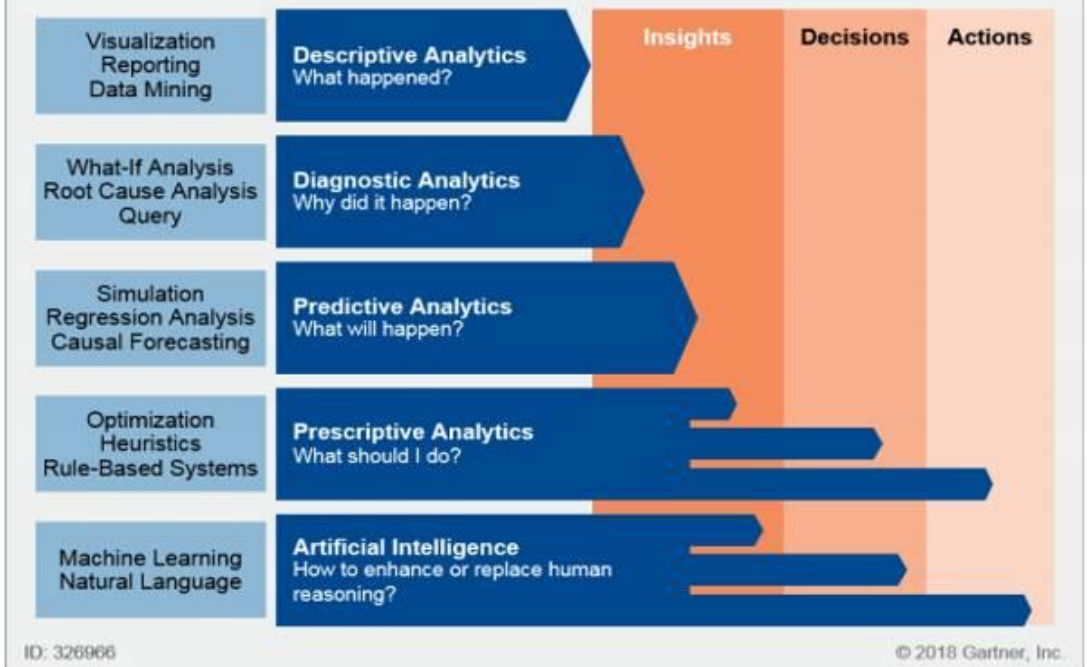 Insights Decisions Actions
Visualization
Reporting
Data Mining
Descriptive Analytics
What happened?
What-If Analysis
Root Cause Analysis
Query
Diagnostic Analytics
Why did it happen?
Simulation
Regression Analysis
Causal Forecasting
Predictive Analytics
What will happen?
Optimization
Heuristics
Rule-Based Systems
Prescriptive Analytics
What should I do?
Machine Learning
Natural Language
Artificial Intelligence
How to enhance or replace human
reasoning?
ID: 326966
© 2018 Gartner, Inc.